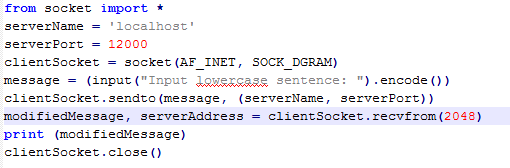 from socket import *
serverName = 'localhost'
serverPort = 12000
clientSocket = socket(AF_INET, SOCK_DGRAM)
message = (input("Input lowercase sentence: ").encode())
clientSocket.sendto(message, (serverName, serverPort))
modifiedMessage, serverAddress = clientSocket.recvfrom(2048)
print (modifiedMessage)
clientSocket.close()